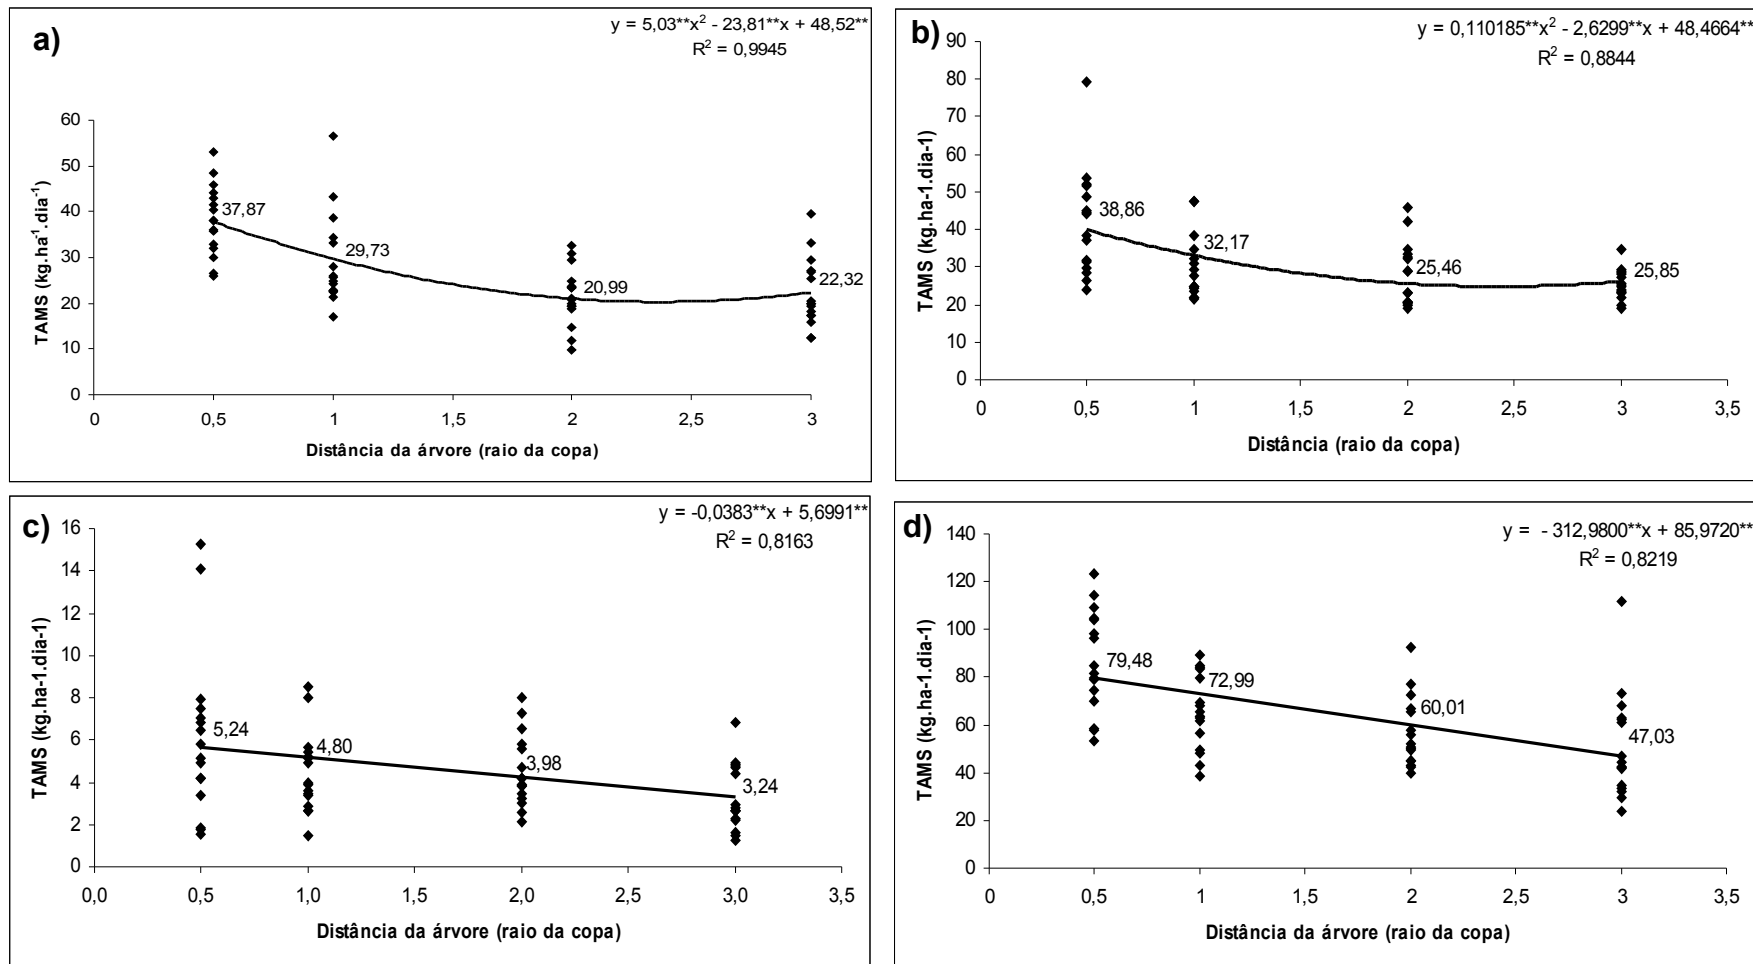 a)
y = 5,03**x² - 23,81**x + 48,52**
R² = 0,9945
TAMS (kg.ha⁻¹.dia⁻¹)
60
50
40
30
20
10
0
37,87
29,73
20,99
22,32
0 0,5 1 1,5 2 2,5 3
Distância da árvore (raio da copa)
b)
y = 0,110185**x² - 2,6299**x + 48,4664**
R² = 0,8844
TAMS (kg.ha-1.dia-1)
90
80
70
60
50
40
30
20
10
0
38,86
32,17
25,46
25,85
0 0,5 1 1,5 2 2,5 3 3,5
Distância (raio da copa)
c)
y = -0,0383**x + 5,6991**
R² = 0,8163
TAMS (kg.ha-1.dia-1)
16
14
12
10
8
6
4
2
0
5,24
4,80
3,98
3,24
0,0 0,5 1,0 1,5 2,0 2,5 3,0 3,5
Distância da árvore (raio da copa)
d)
y = - 312,9800**x + 85,9720**
R² = 0,8219
TAMS (kg.ha-1.dia-1)
140
120
100
80
60
40
20
0
79,48
72,99
60,01
47,03
0 0,5 1 1,5 2 2,5 3 3,5
Distância da árvore (raio da copa)